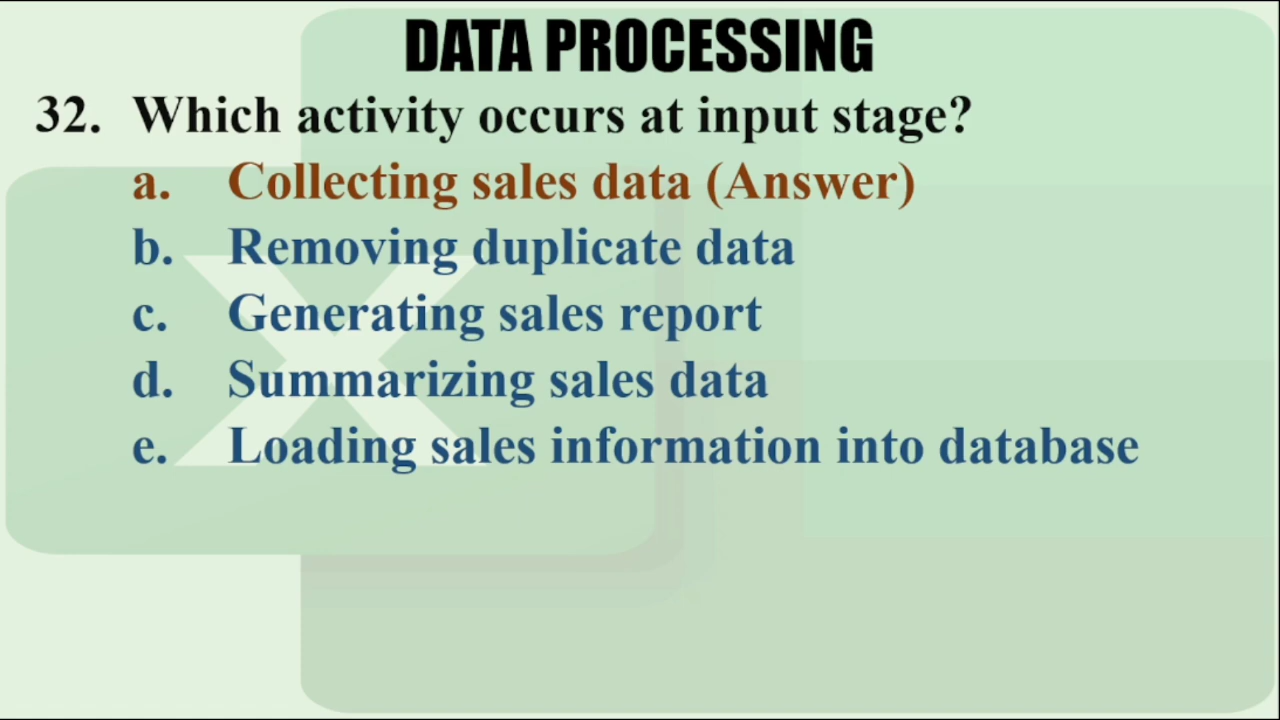 DATA PROCESSING
32. Which activity occurs at input stage?
a. Collecting sales data (Answer)
b. Removing duplicate data
c. Generating sales report
d. Summarizing sales data
e. Loading sales information into database